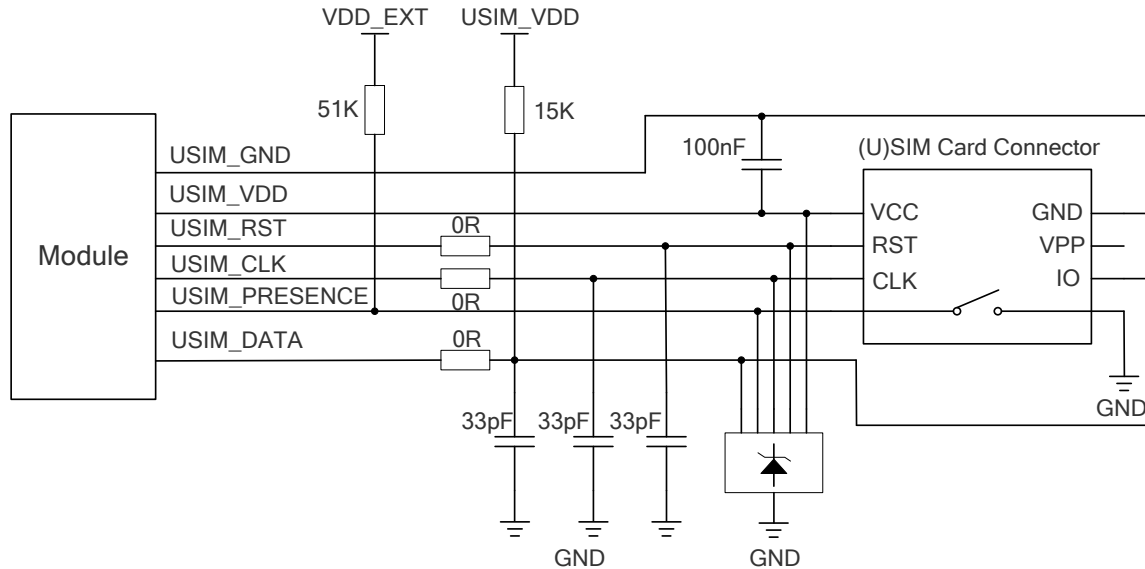 VDD_EXT USIM_VDD
51K 15K
Module
USIM_GND
USIM_VDD
USIM_RST
USIM_CLK
USIM_PRESENCE
USIM_DATA
0R
0R
0R
100nF
(U)SIM Card Connector
VCC GND
RST VPP
CLK IO
GND
33pF 33pF 33pF
GND GND